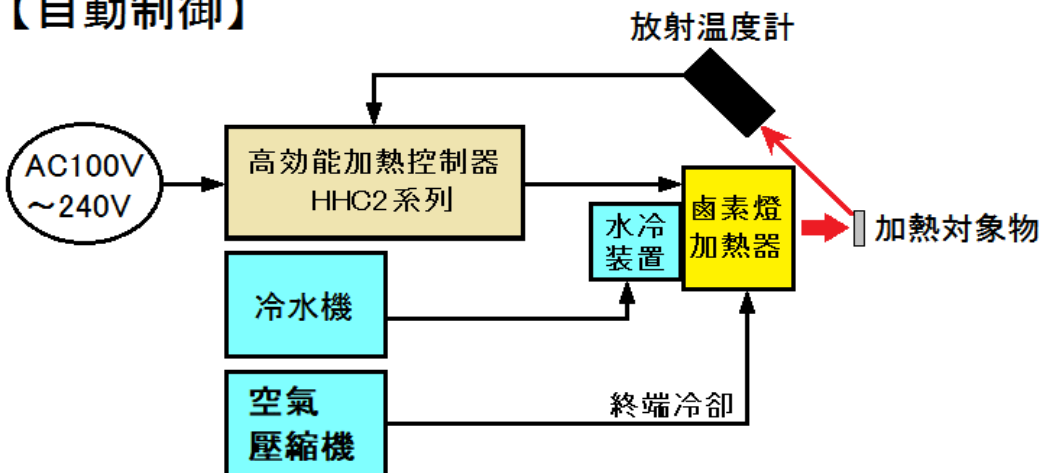 【自動制御】
放射温度計
AC100V
～240V
高効能加熱控制器
HHC2系列
水冷
装置
鹵素燈
加熱器
加熱対象物
冷水機
空氣
壓縮機
終端冷卻